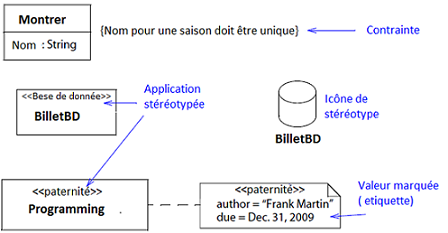 Montrer
Nom : String
{Nom pour une saison doit être unique}
Contrainte
<<Bese de donnée>>
BilletBD
Application
stéréotypée
Icône de
stéréotype
BilletBD
<<paternité>>
Programming
<<paternité>>
author = “Frank Martin”
due = Dec. 31, 2009
Valeur marquée
( etiquette)